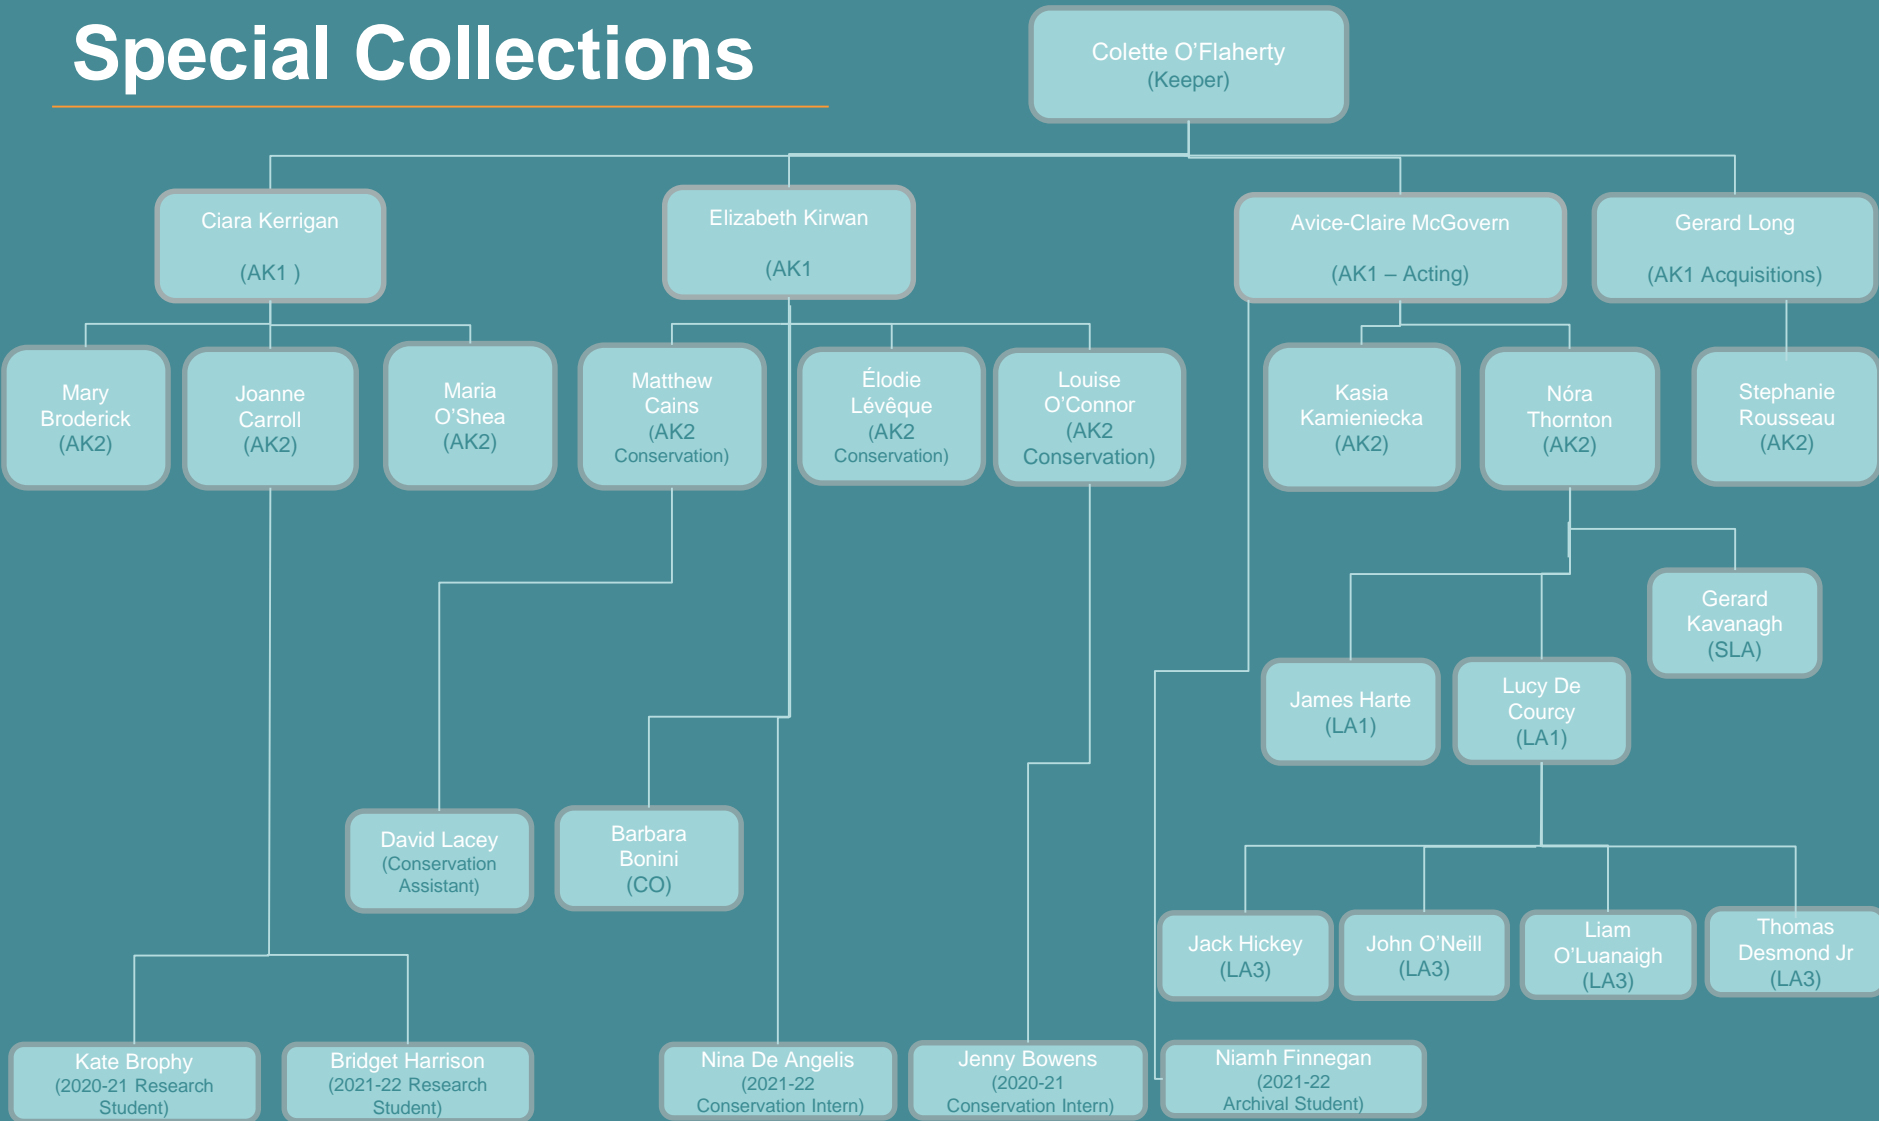 Special Collections
Colette O'Flaherty
(Keeper)
Ciara Kerrigan
(AK1 )
Elizabeth Kirwan
(AK1
Avice-Claire McGovern
(AK1 – Acting)
Gerard Long
(AK1 Acquisitions)
Mary
Broderick
(AK2)
Joanne
Carroll
(AK2)
Maria
O'Shea
(AK2)
Matthew
Cains
(AK2
Conservation)
Élodie
Lévêque
(AK2
Conservation)
Louise
O'Connor
(AK2
Conservation)
Kasia
Kamieniecka
(AK2)
Nóra
Thornton
(AK2)
Stephanie
Rousseau
(AK2)
Gerard
Kavanagh
(SLA)
James Harte
(LA1)
Lucy De
Courcy
(LA1)
David Lacey
(Conservation
Assistant)
Barbara
Bonini
(CO)
Jack Hickey
(LA3)
John O'Neill
(LA3)
Liam
O'Luanaigh
(LA3)
Thomas
Desmond Jr
(LA3)
Kate Brophy
(2020-21 Research
Student)
Bridget Harrison
(2021-22 Research
Student)
Nina De Angelis
(2021-22
Conservation Intern)
Jenny Bowens
(2020-21
Conservation Intern)
Niamh Finnegan
(2021-22
Archival Student)